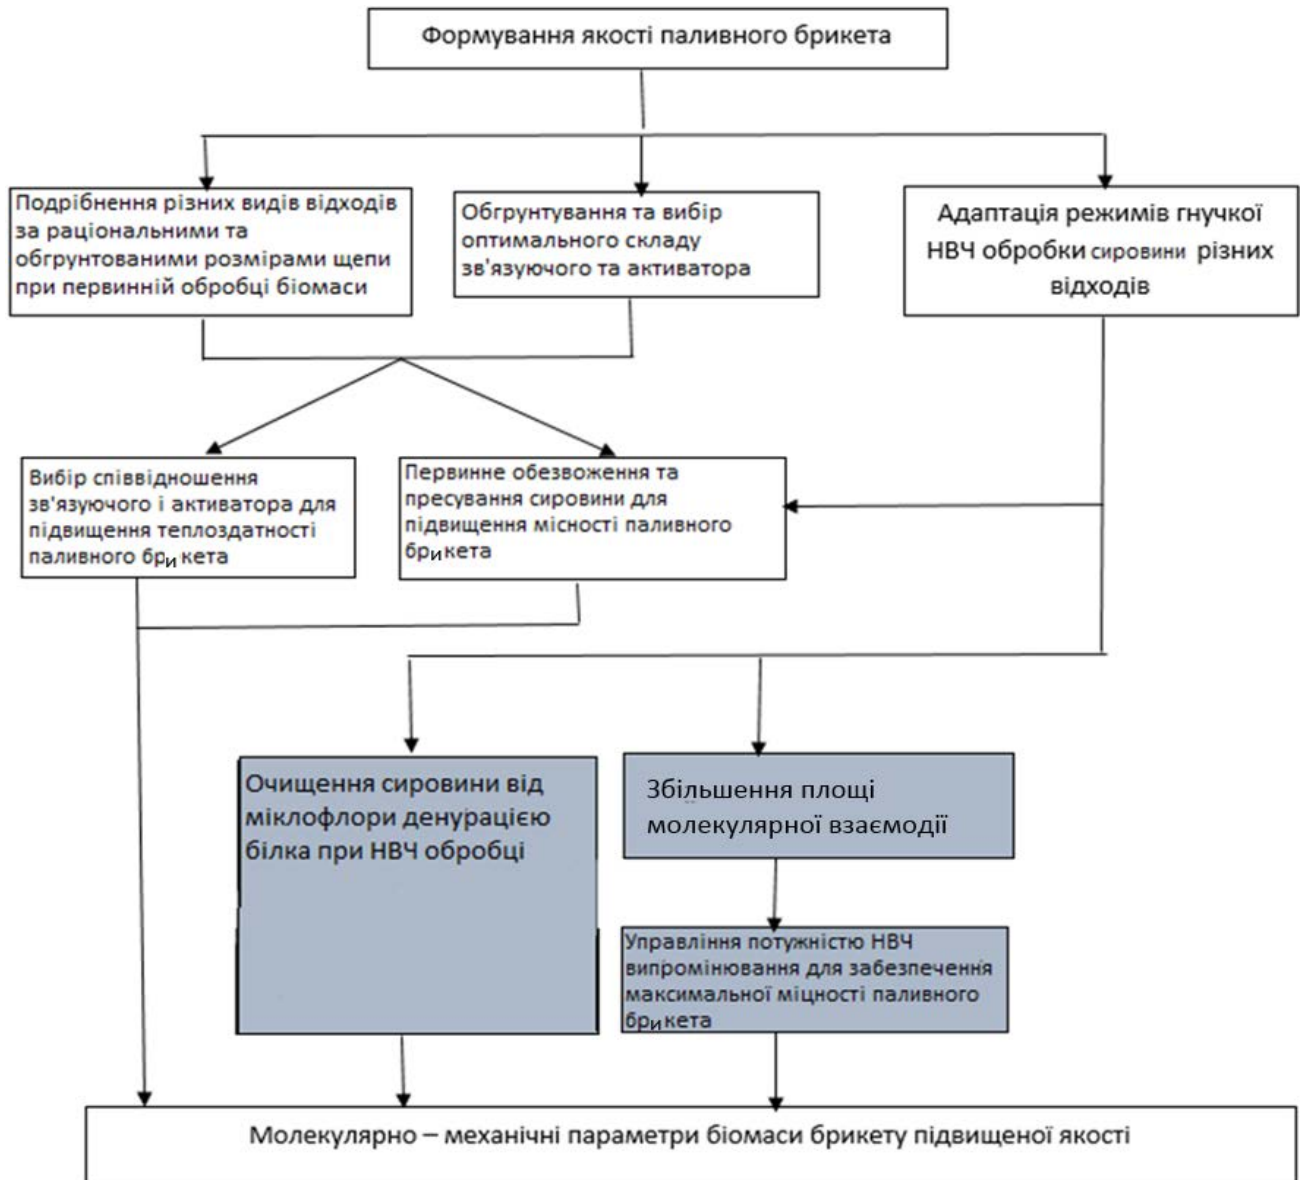 Формування якості паливного брикета
Подрібнення різних видів відходів
за раціональними та
обгрунтованими розмірами щепи
при первинній обробці біомаси
Обгрунтування та вибір
оптимального складу
зв'язуючого та активатора
Адаптація режимів гнучкої
НВЧ обробки сировини різних
відходів
Вибір співвідношення
зв'язуючого і активатора для
підвищення теплоздатності
паливного брикета
Первинне обезвоження та
пресування сировини для
підвищення місності паливного
брикета
Очищення сировини від
міклофлори денурацією
білка при НВЧ обробці
Збільшення площі
молекулярної взаємодії
Управління потужністю НВЧ
випромінювання для забезпечення
максимальної міцності паливного
брикета
Молекулярно – механічні параметри біомаси брикету підвищеної якості